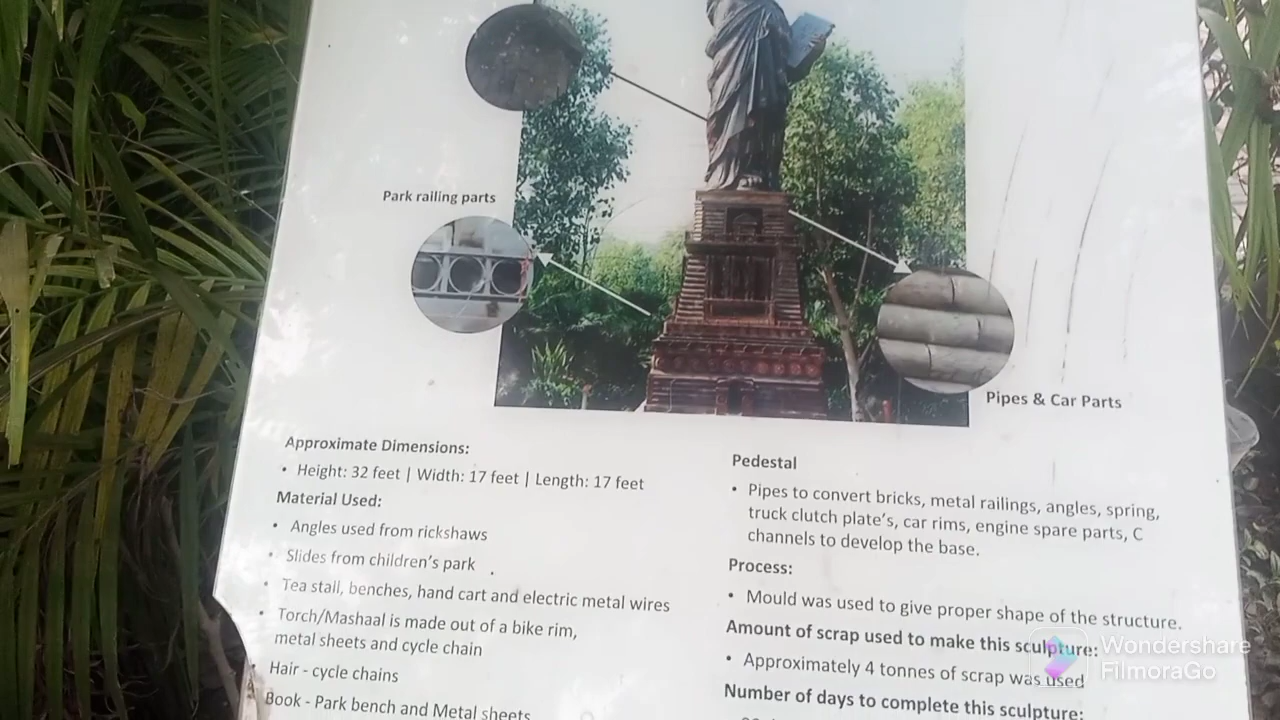 Park railing parts
Pipes & Car Parts
Approximate Dimensions:
• Height: 32 feet | Width: 17 feet | Length: 17 feet
Material Used:
• Angles used from rickshaws
• Slides from children's park
• Tea stall, benches, hand cart and electric metal wires
• Torch/Mashaal is made out of a bike rim,
metal sheets and cycle chain
• Hair - cycle chains
Book - Park bench and Metal sheets
Pedestal
• Pipes to convert bricks, metal railings, angles, spring,
truck clutch plate's, car rims, engine spare parts, C
channels to develop the base.
Process:
• Mould was used to give proper shape of the structure.
Amount of scrap used to make this sculpture:
• Approximately 4 tonnes of scrap was used
Number of days to complete this sculpture:
Wondershare
FilmoraGo